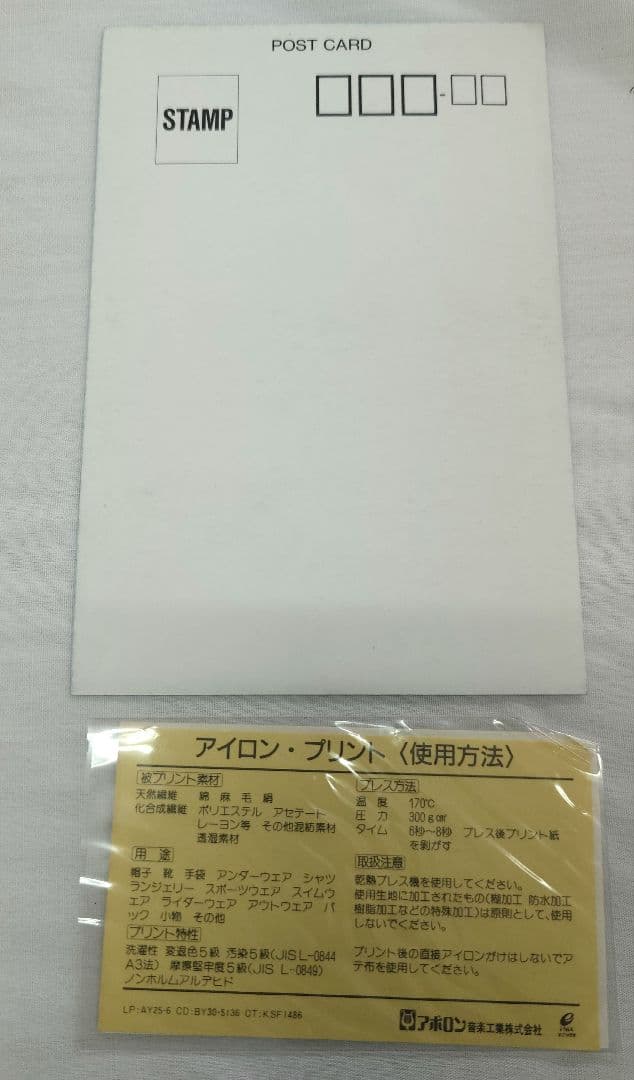 POST CARD
STAMP
アイロン・プリント〈使用方法〉
被プリント素材
天然繊維 綿 麻 毛 絹
化合成繊維 ポリエステル アセテート
レーヨン等 その他混紡素材
透湿素材
用 途
帽子 靴 手袋 アンダーウェア シャツ
ランジェリー スポーツウェア スイムウ
ェア ライダーウェア アウトウェア バ
ック 小物 その他
プリント特性
洗濯性 変退色5級 汚染5級(JIS L-0844
A3法) 摩擦堅牢度5級(JIS L-0849)
ノンホルムアルデヒド
プレス方法
温 度 170℃
圧 力 300g㎠
タイム 6秒〜8秒 プレス後プリント紙
を剥がす
取扱注意
乾熱プレス機を使用してください。
使用生地に加工されたもの(糊加工 防水加工
樹脂加工などの特殊加工)は原則として、使用
しないでください。
プリント後の直接アイロンがけはしないでア
テ布を使用してください。
LP:AY25-6 CD:BY30-5136 CT:KSF1486
アポロン音楽工業株式会社